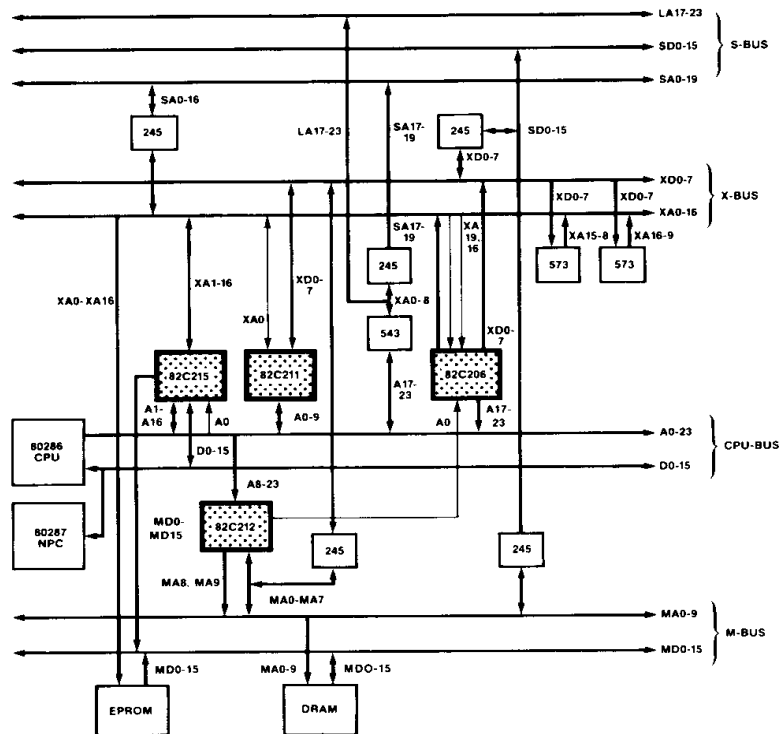 LA17-23
SD0-15
S-BUS
SA0-19
SA0-16
LA17-23
SA17-
19
245
SD0-15
245
XD0-7
XD0-7
X-BUS
XA0-16
XD0-7
XD0-7
SA17-
19
XA
19,
16
XA15-8
XA16-9
245
573
573
XA1-16
XD0-
7
XA0-XA16
XA0-8
XA0
543
XD0-
7
82C215
82C211
82C206
A1-
A16
A0
A0-9
A17-
23
A0
A17-
23
80286
CPU
A0-23
CPU-BUS
D0-15
D0-15
A8-23
80287
NPC
MD0-
MD15
82C212
245
245
MA8, MA9
MA0-MA7
MA0-9
M-BUS
MD0-15
MD0-15
MA0-9
MDO-15
EPROM
DRAM